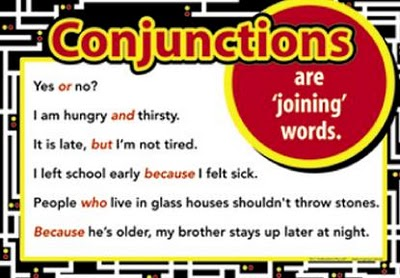 Conjunctions
are
‘joining’
words.
Yes or no?
I am hungry and thirsty.
It is late, but I'm not tired.
I left school early because I felt sick.
People who live in glass houses shouldn't throw stones.
Because he's older, my brother stays up later at night.